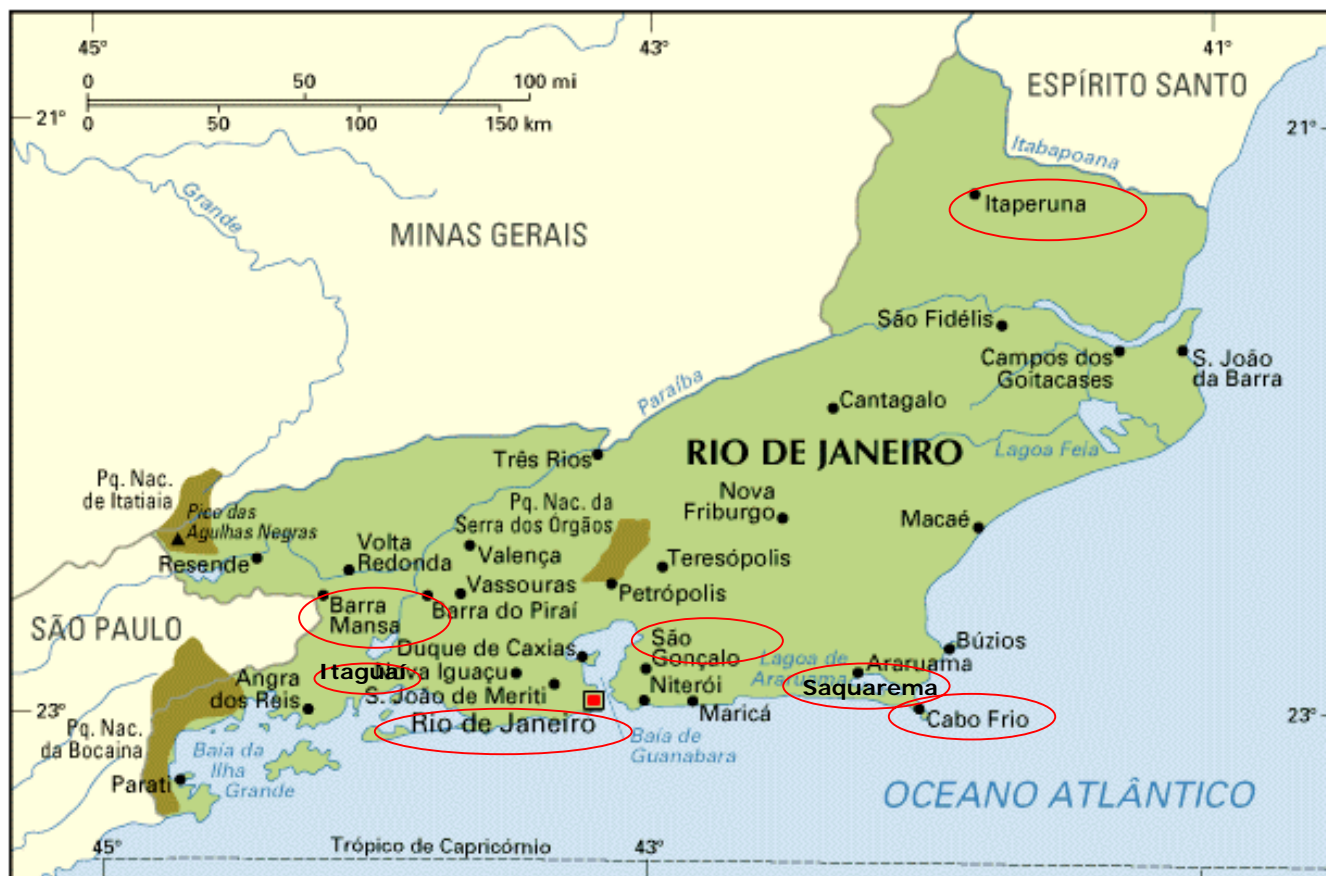 45°
43°
41°
0 50 100 mi
0 50 100 150 km
21°
21°
ESPÍRITO SANTO
Itabapoana
Grande
MINAS GERAIS
Itaperuna
São Fidélis
Campos dos
Goitacases
S. João
da Barra
Paraíba
Cantagalo
RIO DE JANEIRO
Lagoa Feia
Três Rios
Pq. Nac.
de Itatiaia
Pico das
Agulhas Negras
Pq. Nac. da
Serra dos Órgãos
Nova
Friburgo
Macaé
Resende
Volta
Redonda
Valença
Teresópolis
Vassouras
Petrópolis
Barra
Mansa
Barra do Piraí
SÃO PAULO
Duque de Caxias
São
Gonçalo
Lagoa de
Araruama
Araruama
Búzios
Itaguaí
Nova Iguaçu
Angra
dos Reis
S. João de Meriti
Niterói
Saquarema
23°
Rio de Janeiro
Maricá
Cabo Frio
23°
Pq. Nac.
da Bocaina
Baía da
Ilha
Grande
Baía de
Guanabara
Parati
OCEANO ATLÂNTICO
Trópico de Capricórnio
45°
43°